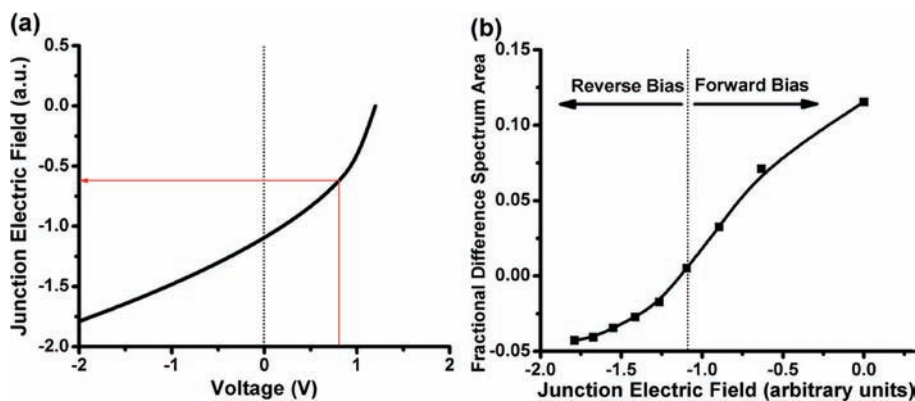 (a)
Junction Electric Field (a.u.)
0.5
0.0
-0.5
-1.0
-1.5
-2.0
-2
-1
0
1
2
Voltage (V)
(b)
Fractional Difference Spectrum Area
0.15
0.10
0.05
0.00
-0.05
Reverse Bias
Forward Bias
-2.0
-1.5
-1.0
-0.5
0.0
Junction Electric Field (arbitrary units)